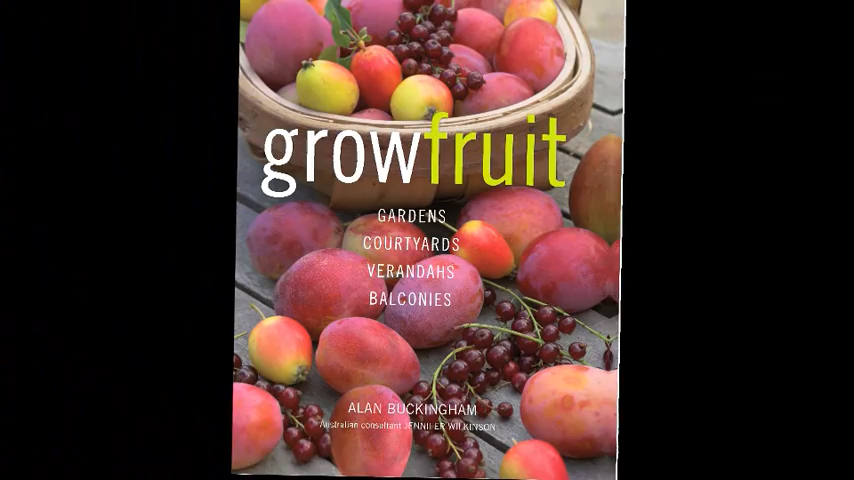 growfruit
GARDENS
COURTYARDS
VERANDAHS
BALCONIES
ALAN BUCKINGHAM
Australian consultant JENNIFER WILKINSON